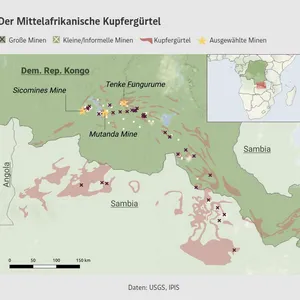 Der Mittelafrikanische Kupfergürtel
Große Minen
Kleine/Informelle Minen
Kupfergürtel
Ausgewählte Minen
Dem. Rep. Kongo
Tenke Fungurume
Sicomines Mine
Mutanda Mine
Sambia
Angola
Sambia
0 50 100 150 km
Daten: USGS, IPIS